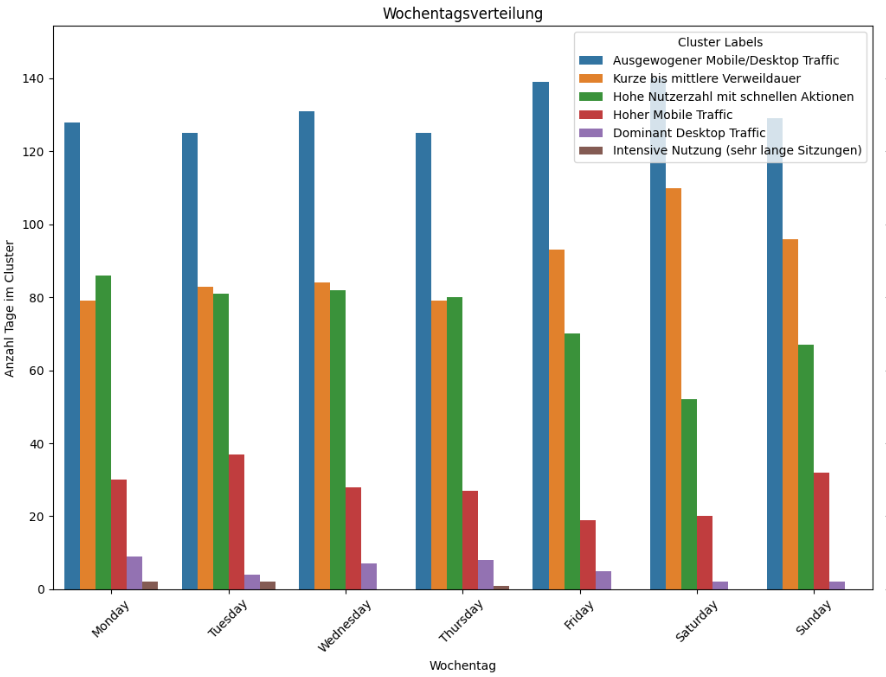 Wochentagsverteilung
Cluster Labels
Ausgewogener Mobile/Desktop Traffic
Kurze bis mittlere Verweildauer
Hohe Nutzerzahl mit schnellen Aktionen
Hoher Mobile Traffic
Dominant Desktop Traffic
Intensive Nutzung (sehr lange Sitzungen)
Anzahl Tage im Cluster
140
120
100
80
60
40
20
0
Monday
Tuesday
Wednesday
Thursday
Friday
Saturday
Sunday
Wochentag